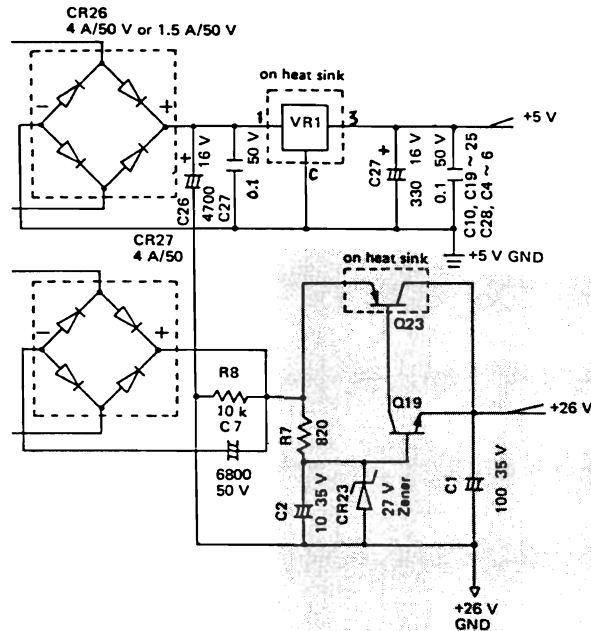 CR26
4 A/50 V or 1.5 A/50 V
on heat sink
−
+
1
VR1
3
C
+5 V
+
C26
4700 16 V
C27
0.1 50 V
+
C27
330 16 V
0.1 50 V
C10, C19 ~ 25
C28, C4 ~ 6
+5 V GND
CR27
4 A/50
on heat sink
−
+
Q23
R8
10 k
C 7
6800
50 V
R7
820
Q19
+26 V
C2
10 35 V
CR23
27 V
Zener
C1
100 35 V
+26 V
GND